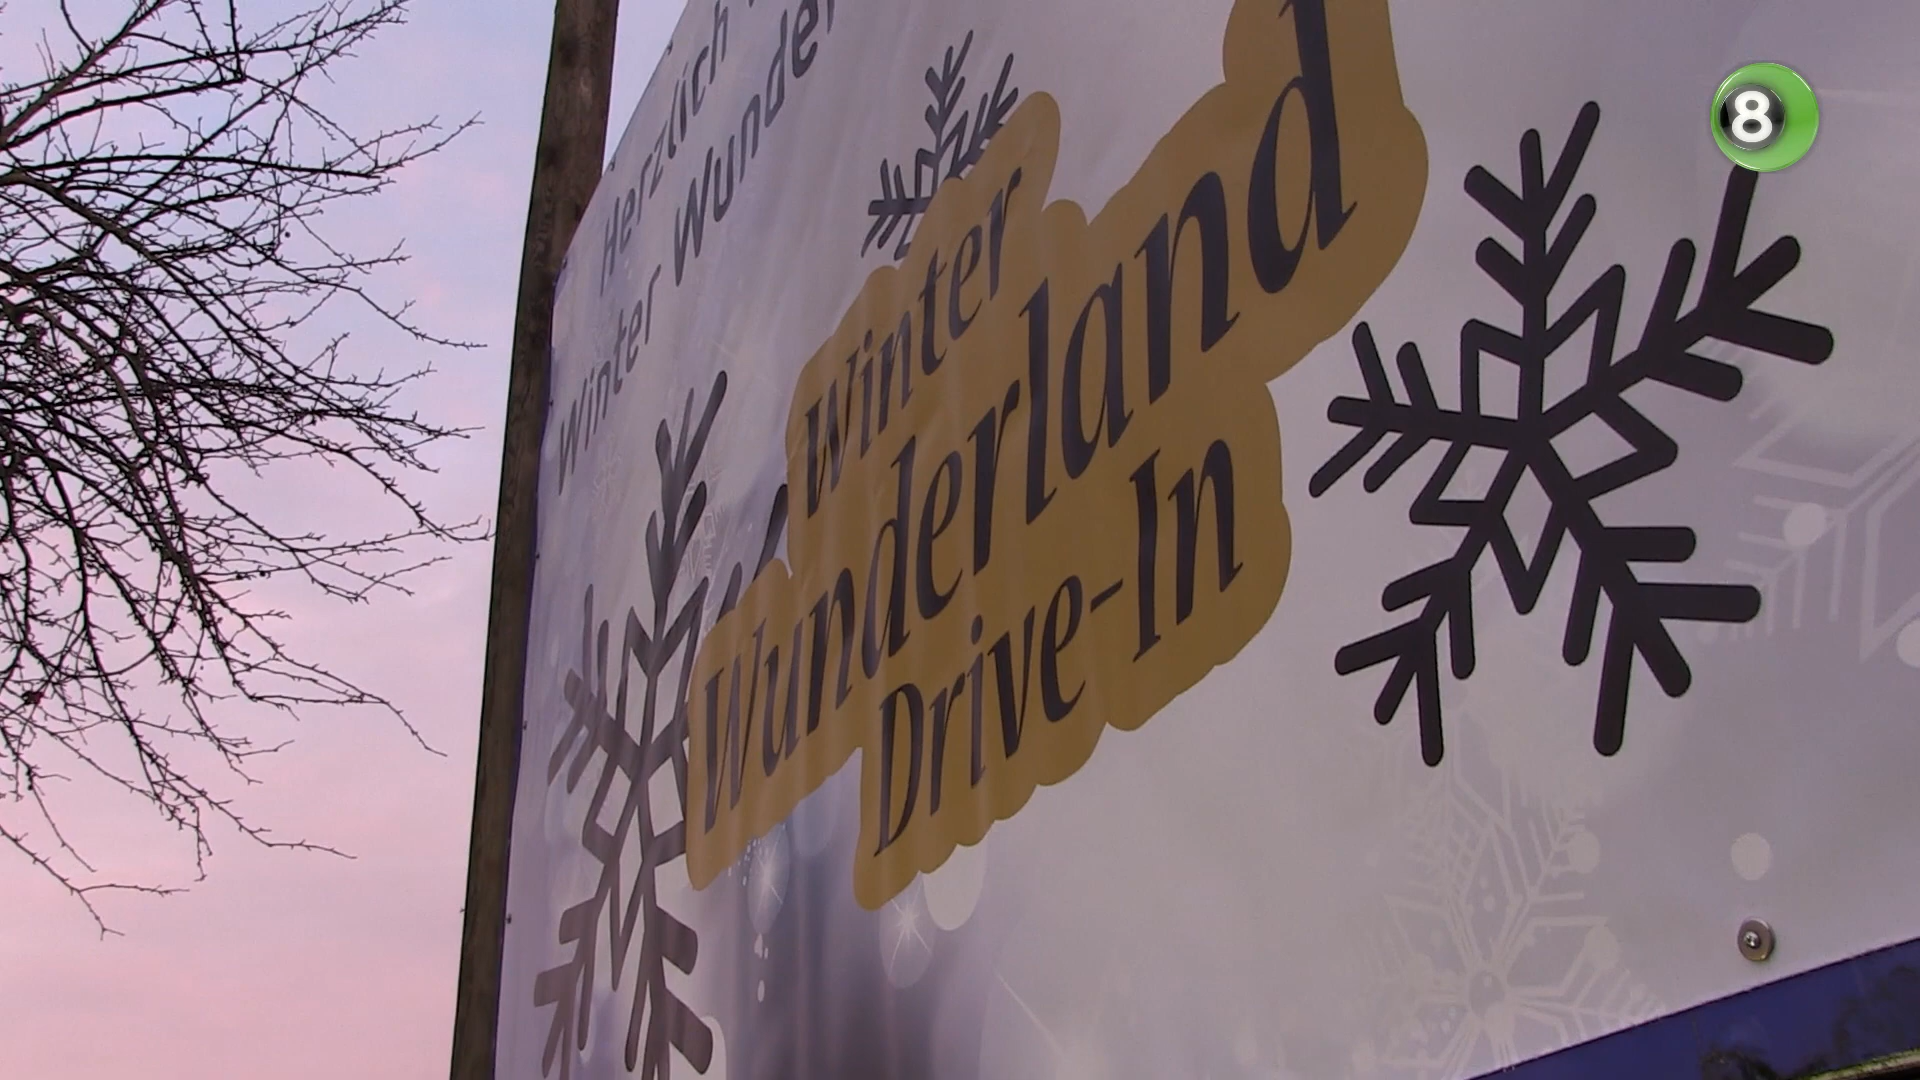 Herzlich
Winter Wunder
Winter
Wunderland
Drive-In
8